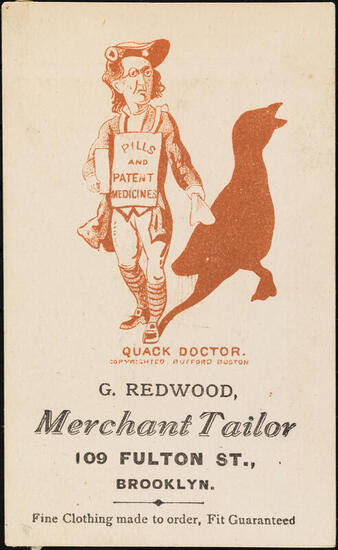 PILLS
AND
PATENT
MEDICINES
QUACK DOCTOR.
COPYRIGHTED, BUFFORD BOSTON
G. REDWOOD,
Merchant Tailor
109 FULTON ST.,
BROOKLYN.
Fine Clothing made to order, Fit Guaranteed